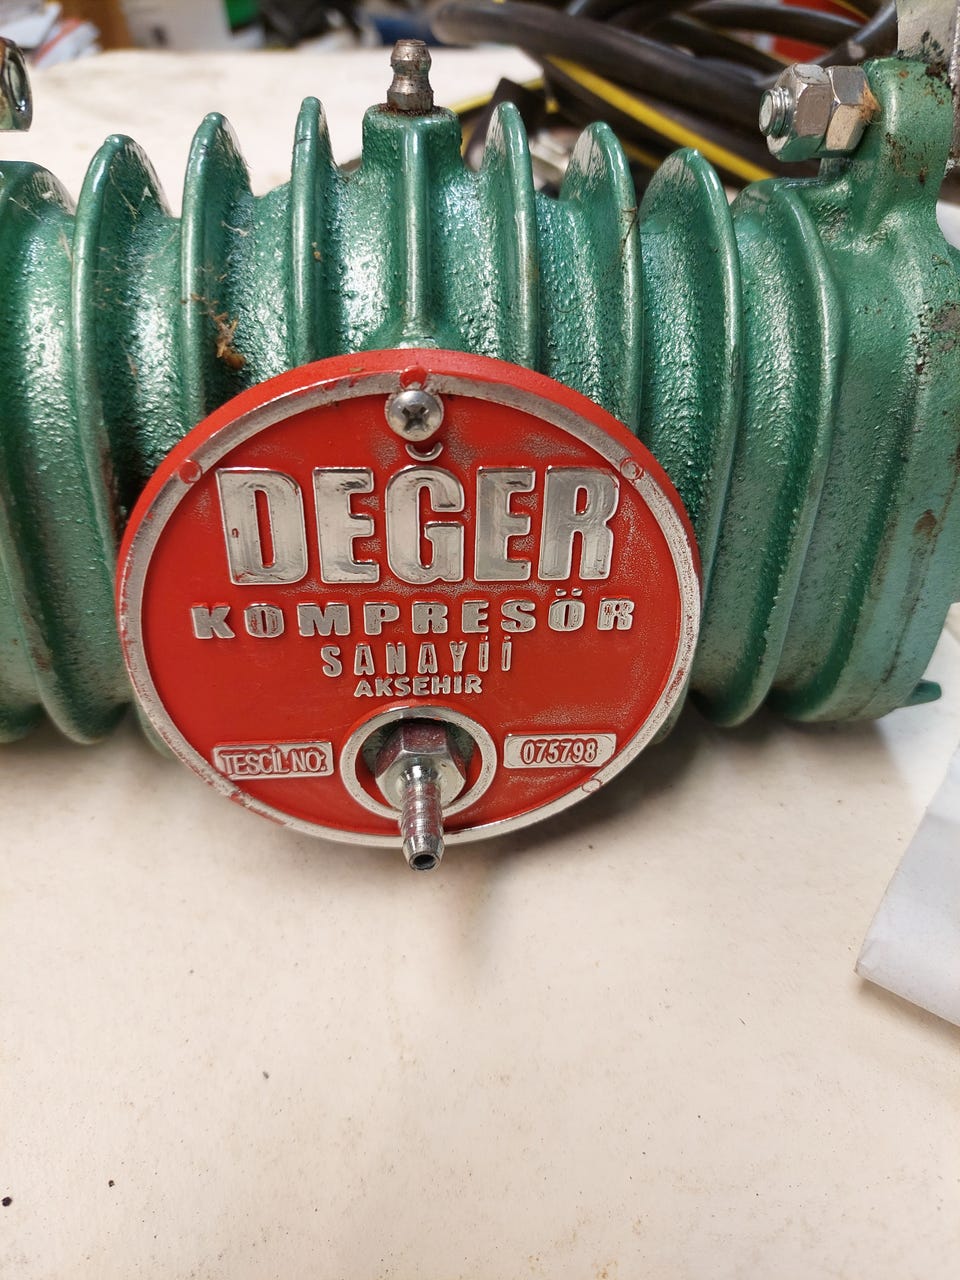 DEĞER
KOMPRESÖR
SANAYİİ
AKSEHIR
TESCİL NO: 075798